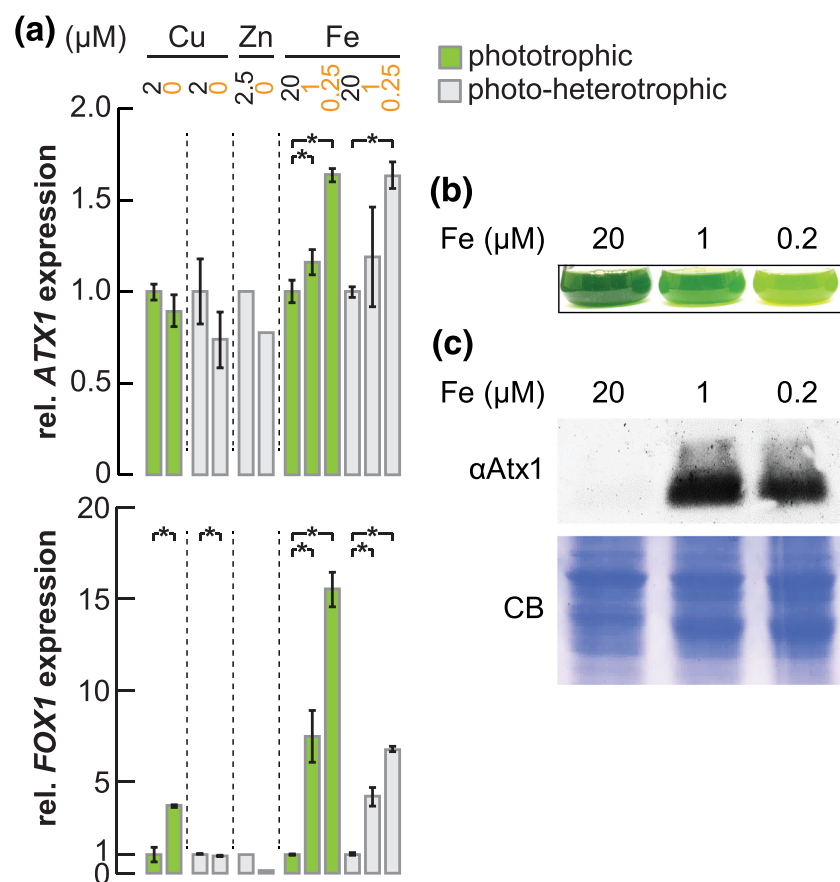 (a) (µM) Cu Zn Fe
2 0 2 0 2.5 0 20 1 0.25 20 1 0.25
phototrophic
photo-heterotrophic
rel. ATX1 expression
2.0
1.5
1.0
0.5
0
* * *
rel. FOX1 expression
20
15
10
5
1
0
* * * * * *
(b)
Fe (µM) 20 1 0.2
(c)
Fe (µM) 20 1 0.2
αAtx1
CB